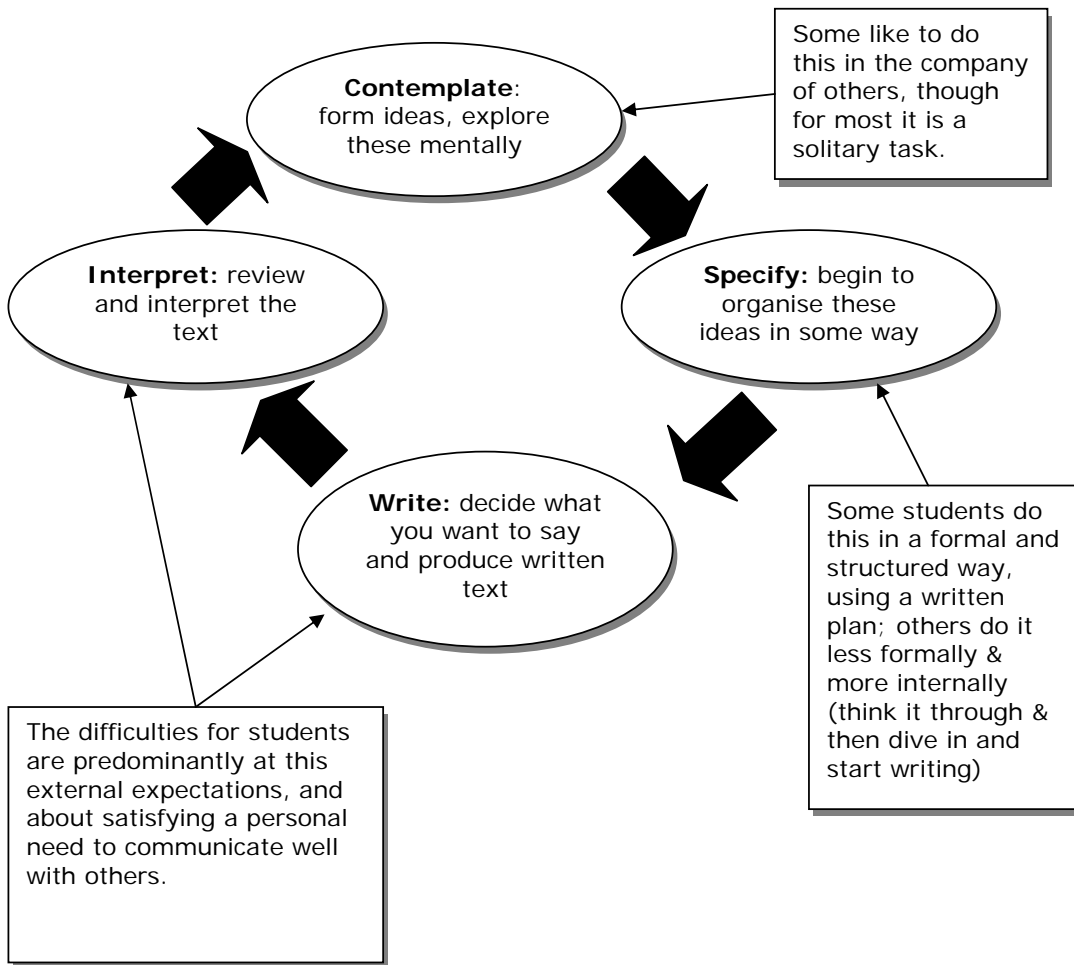 Contemplate:
form ideas, explore
these mentally
Some like to do
this in the company
of others, though
for most it is a
solitary task.
Interpret: review
and interpret the
text
Specify: begin to
organise these
ideas in some way
Write: decide what
you want to say
and produce written
text
Some students do
this in a formal and
structured way,
using a written
plan; others do it
less formally &
more internally
(think it through &
then dive in and
start writing)
The difficulties for students
are predominantly at this
external expectations, and
about satisfying a personal
need to communicate well
with others.